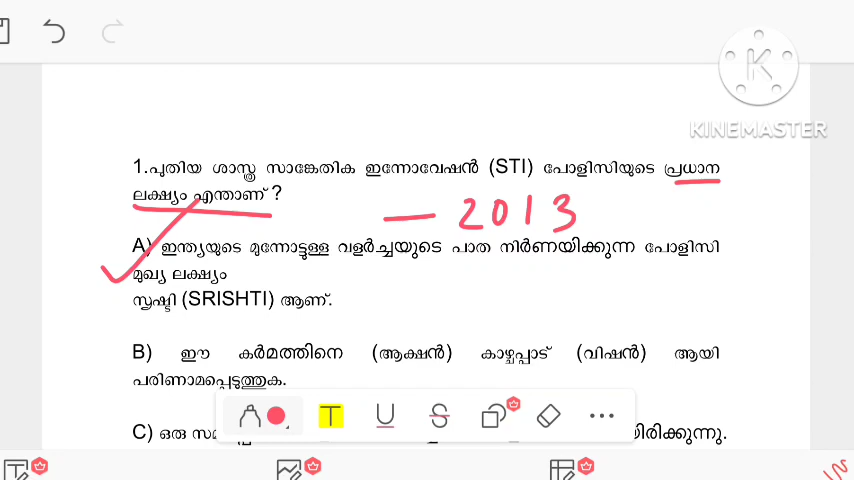 KINEMASTER
1.പുതിയ ശാസ്ത്ര സാങ്കേതിക ഇന്നോവേഷൻ (STI) പോളിസിയുടെ പ്രധാന
ലക്ഷ്യം എന്താണ് ?
— 2013
A) ഇന്ത്യയുടെ മുന്നോട്ടുള്ള വളർച്ചയുടെ പാത നിർണയിക്കുന്ന പോളിസി
മുഖ്യ ലക്ഷ്യം
സൃഷ്ടി (SRISHTI) ആണ്.
B) ഈ കർമത്തിനെ (ആക്ഷൻ) കാഴ്ചപ്പാട് (വിഷൻ) ആയി
പരിണാമപ്പെടുത്തുക.
C) ഒരു